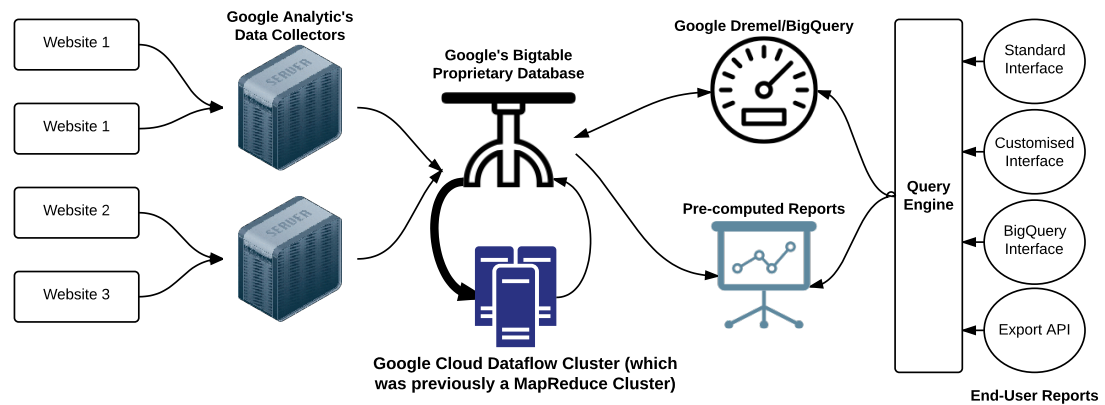 Website 1
Website 1
Website 2
Website 3
Google Analytic's
Data Collectors
SERVER
SERVER
Google's Bigtable
Proprietary Database
Google Cloud Dataflow Cluster (which
was previously a MapReduce Cluster)
Google Dremel/BigQuery
Pre-computed Reports
Query
Engine
Standard
Interface
Customised
Interface
BigQuery
Interface
Export API
End-User Reports